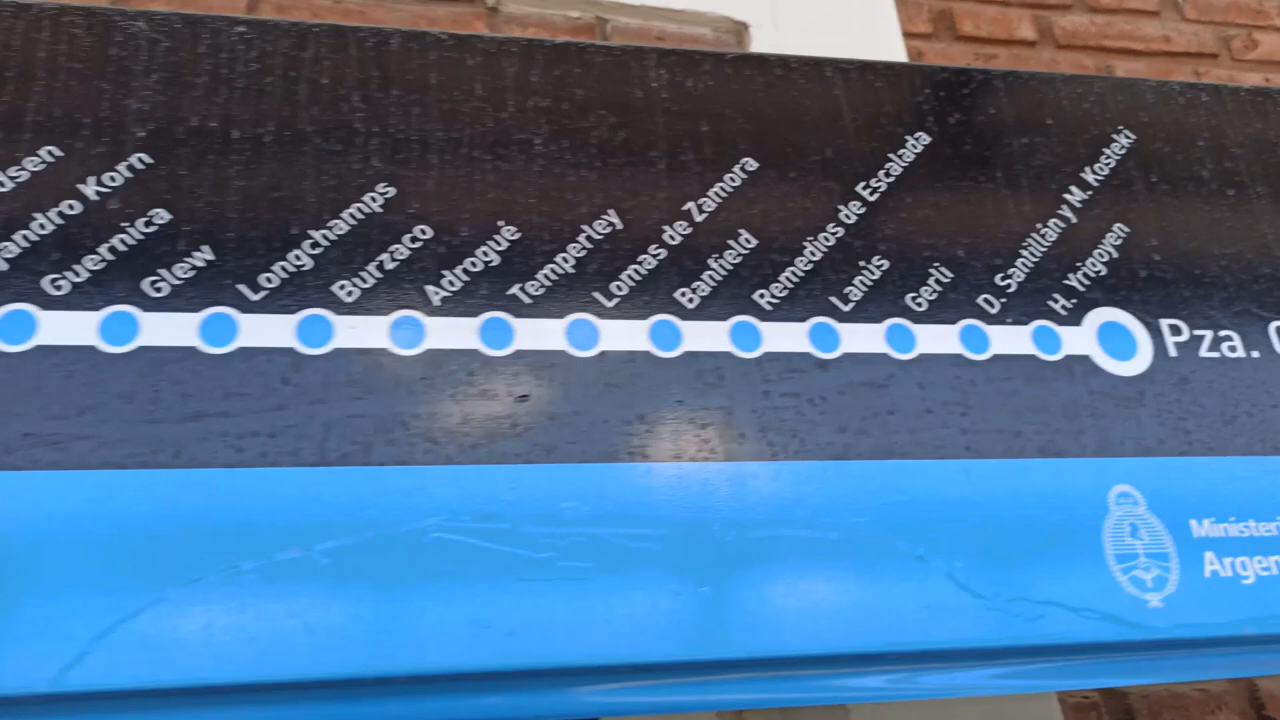 Korn
Guernica
Glew
Longchamps
Burzaco
Adrogué
Temperley
Lomas de Zamora
Banfield
Remedios de Escalada
Lanús
Gerli
D. Santillán y M. Kosteki
H. Yrigoyen
Pza.